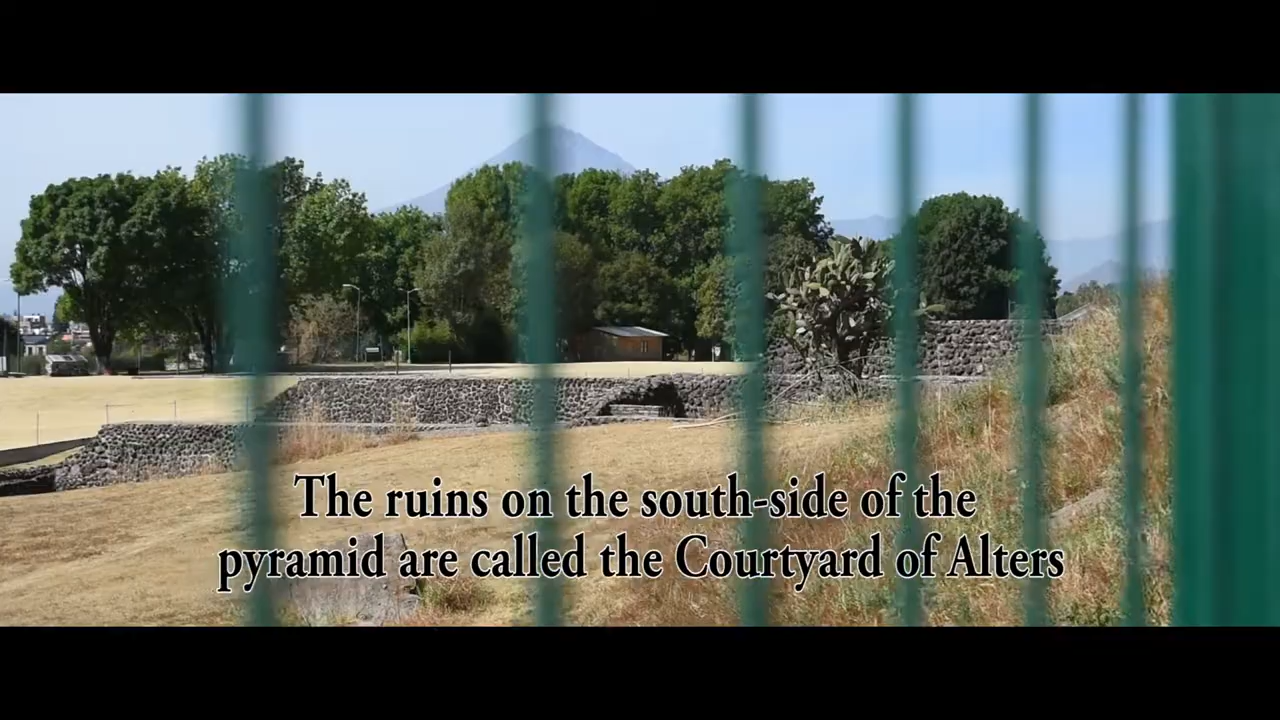 The ruins on the south-side of the
pyramid are called the Courtyard of Alters